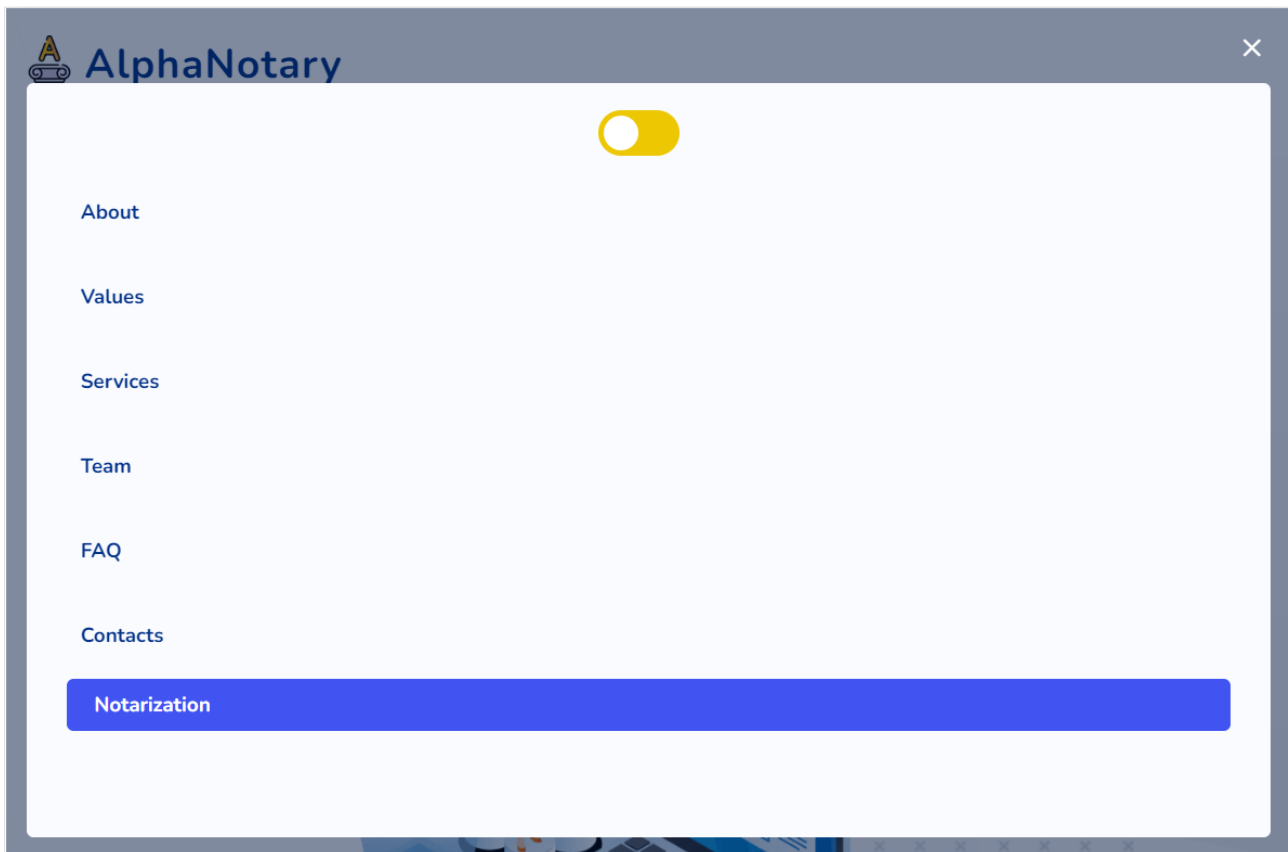 AlphaNotary
About
Values
Services
Team
FAQ
Contacts
Notarization